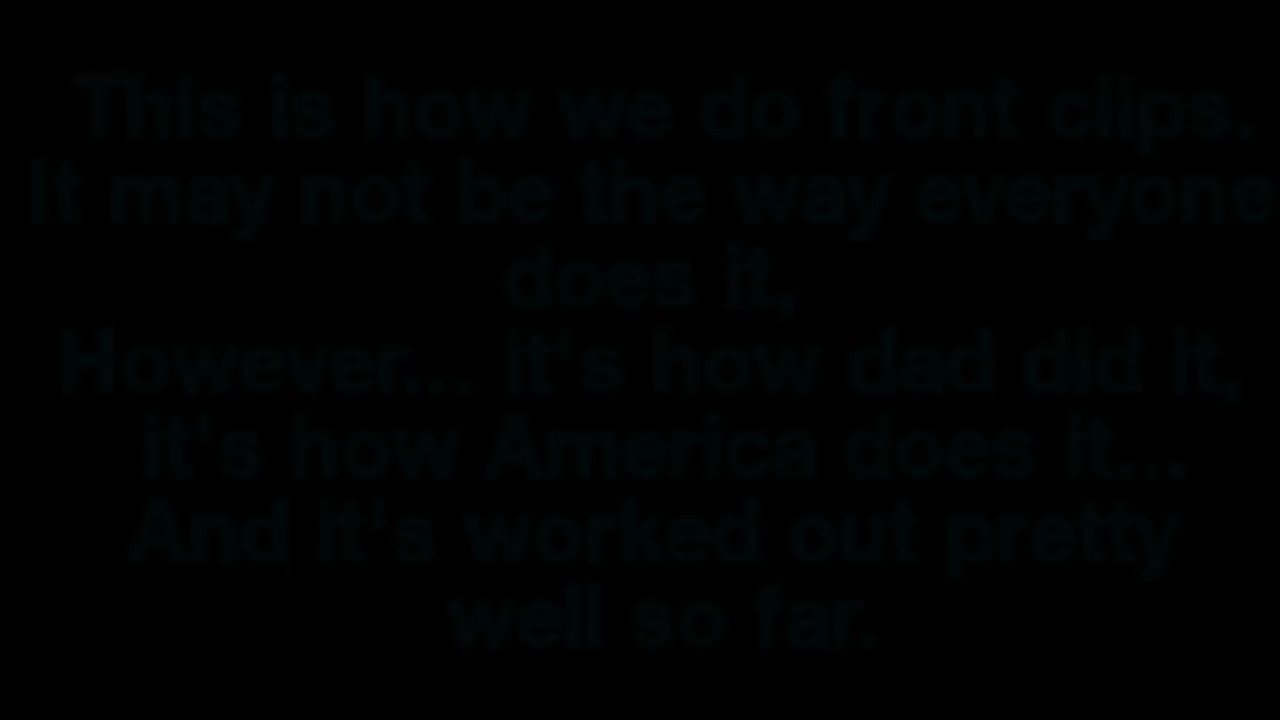 This is how we do front clips.
It may not be the way everyone
does it,
However... it's how dad did it,
it's how America does it...
And it's worked out pretty
well so far.